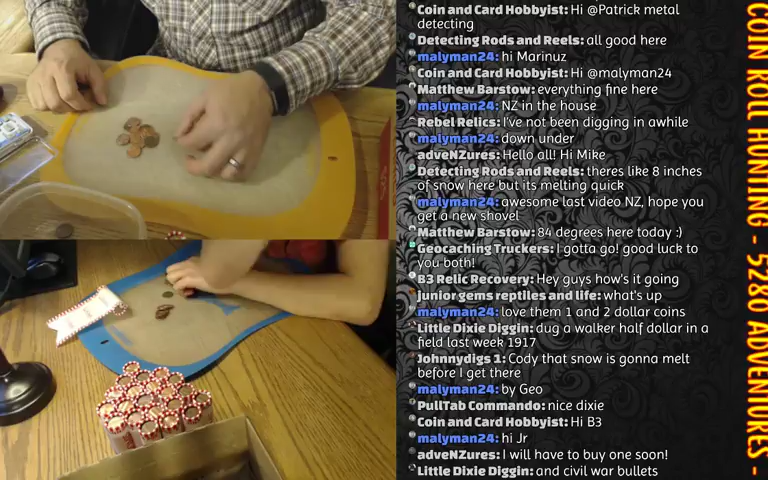 Coin and Card Hobbyist: Hi @Patrick metal
detecting
Detecting Rods and Reels: all good here
malyman24: hi Marinuz
Coin and Card Hobbyist: Hi @malyman24
Matthew Barstow: everything fine here
malyman24: NZ in the house
Rebel Relics: I've not been digging in awhile
malyman24: down under
adveNZures: Hello all! Hi Mike
Detecting Rods and Reels: theres like 8 inches
of snow here but its melting quick
malyman24: awesome last video NZ, hope you
get a new shovel
Matthew Barstow: 84 degrees here today :)
Geocaching Truckers: I gotta go! good luck to
you both!
B3 Relic Recovery: Hey guys how's it going
junior gems reptiles and life: what's up
malyman24: love them 1 and 2 dollar coins
Little Dixie Diggin: dug a walker half dollar in a
field last week 1917
Johnnydigs 1: Cody that snow is gonna melt
before I get there
malyman24: by Geo
PullTab Commando: nice dixie
Coin and Card Hobbyist: Hi B3
malyman24: hi Jr
adveNZures: I will have to buy one soon!
Little Dixie Diggin: and civil war bullets
COIN ROLL HUNTING - 5280 ADVENTURES -